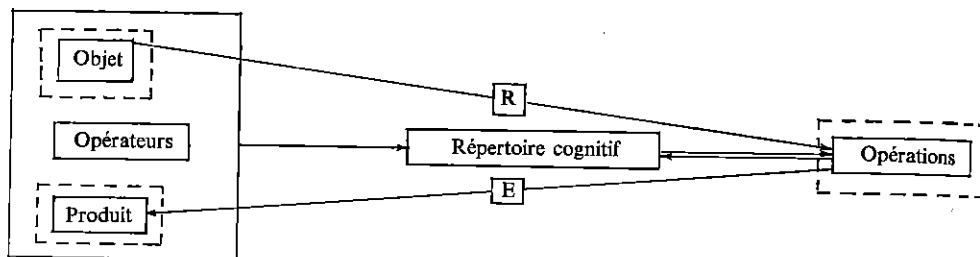 Objet
R
Opérateurs
Répertoire cognitif
Opérations
E
Produit